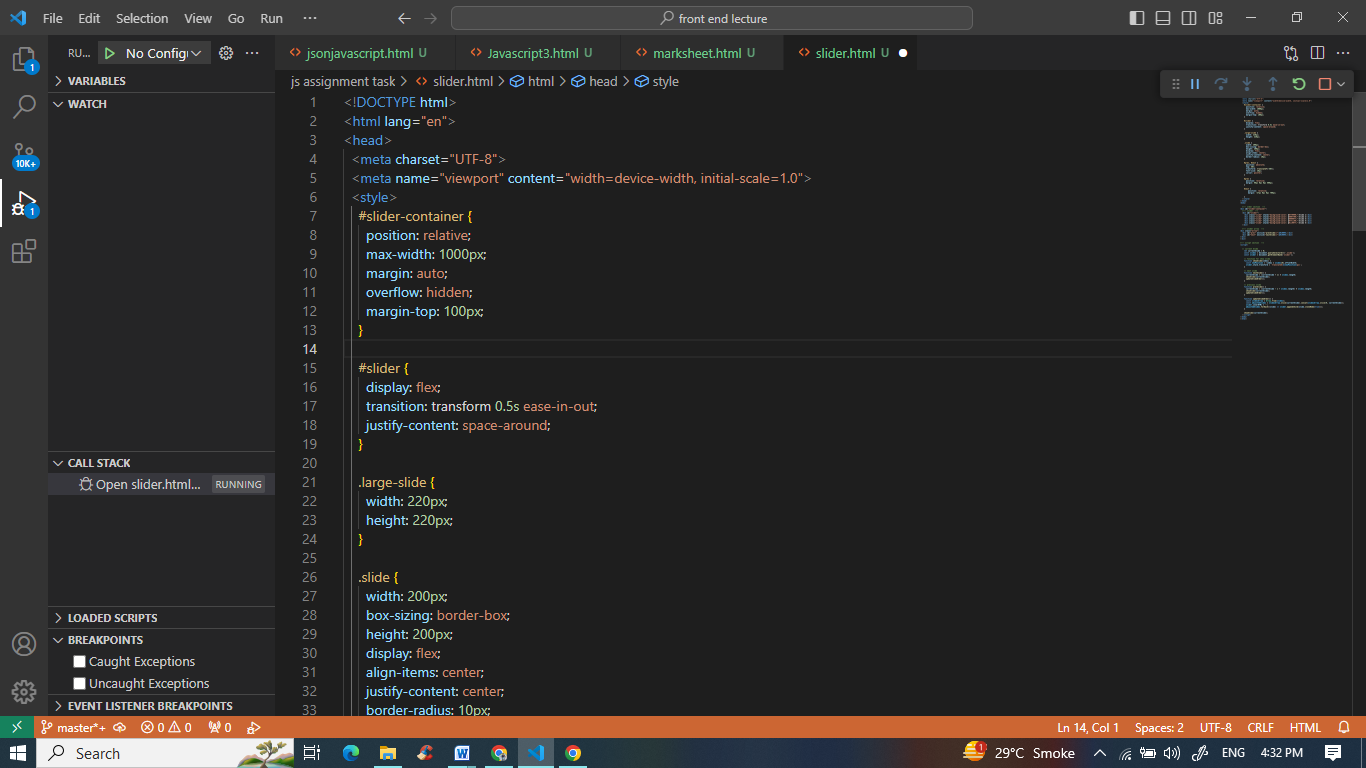 File Edit Selection View Go Run ··· front end lecture
RU... No Config
jsonjavascript.html U Javascript3.html U marksheet.html U slider.html U
js assignment task > slider.html > html > head > style
VARIABLES
WATCH
CALL STACK
Open slider.html... RUNNING
LOADED SCRIPTS
BREAKPOINTS
Caught Exceptions
Uncaught Exceptions
EVENT LISTENER BREAKPOINTS
1
10K+
1
1 <!DOCTYPE html>
2 <html lang="en">
3 <head>
4 <meta charset="UTF-8">
5 <meta name="viewport" content="width=device-width, initial-scale=1.0">
6 <style>
7 #slider-container {
8 position: relative;
9 max-width: 1000px;
10 margin: auto;
11 overflow: hidden;
12 margin-top: 100px;
13 }
14
15 #slider {
16 display: flex;
17 transition: transform 0.5s ease-in-out;
18 justify-content: space-around;
19 }
20
21 .large-slide {
22 width: 220px;
23 height: 220px;
24 }
25
26 .slide {
27 width: 200px;
28 box-sizing: border-box;
29 height: 200px;
30 display: flex;
31 align-items: center;
32 justify-content: center;
33 border-radius: 10px;
master*+ 0 0 0 Ln 14, Col 1 Spaces: 2 UTF-8 CRLF HTML
Search 1 29°C Smoke ENG 4:32 PM